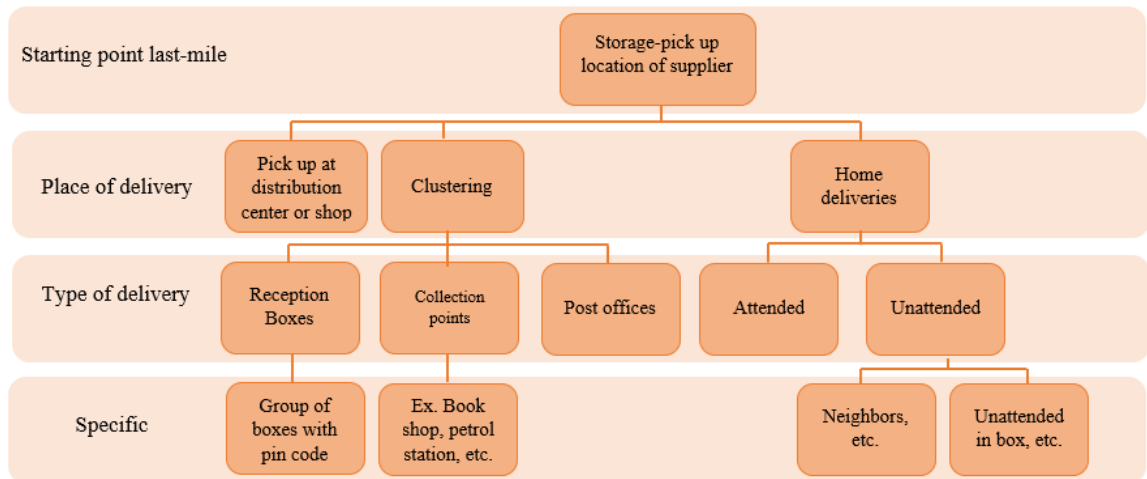 Starting point last-mile
Storage-pick up
location of supplier
Place of delivery
Pick up at
distribution
center or shop
Clustering
Home
deliveries
Type of delivery
Reception
Boxes
Collection
points
Post offices
Attended
Unattended
Specific
Group of
boxes with
pin code
Ex. Book
shop, petrol
station, etc.
Neighbors,
etc.
Unattended
in box, etc.